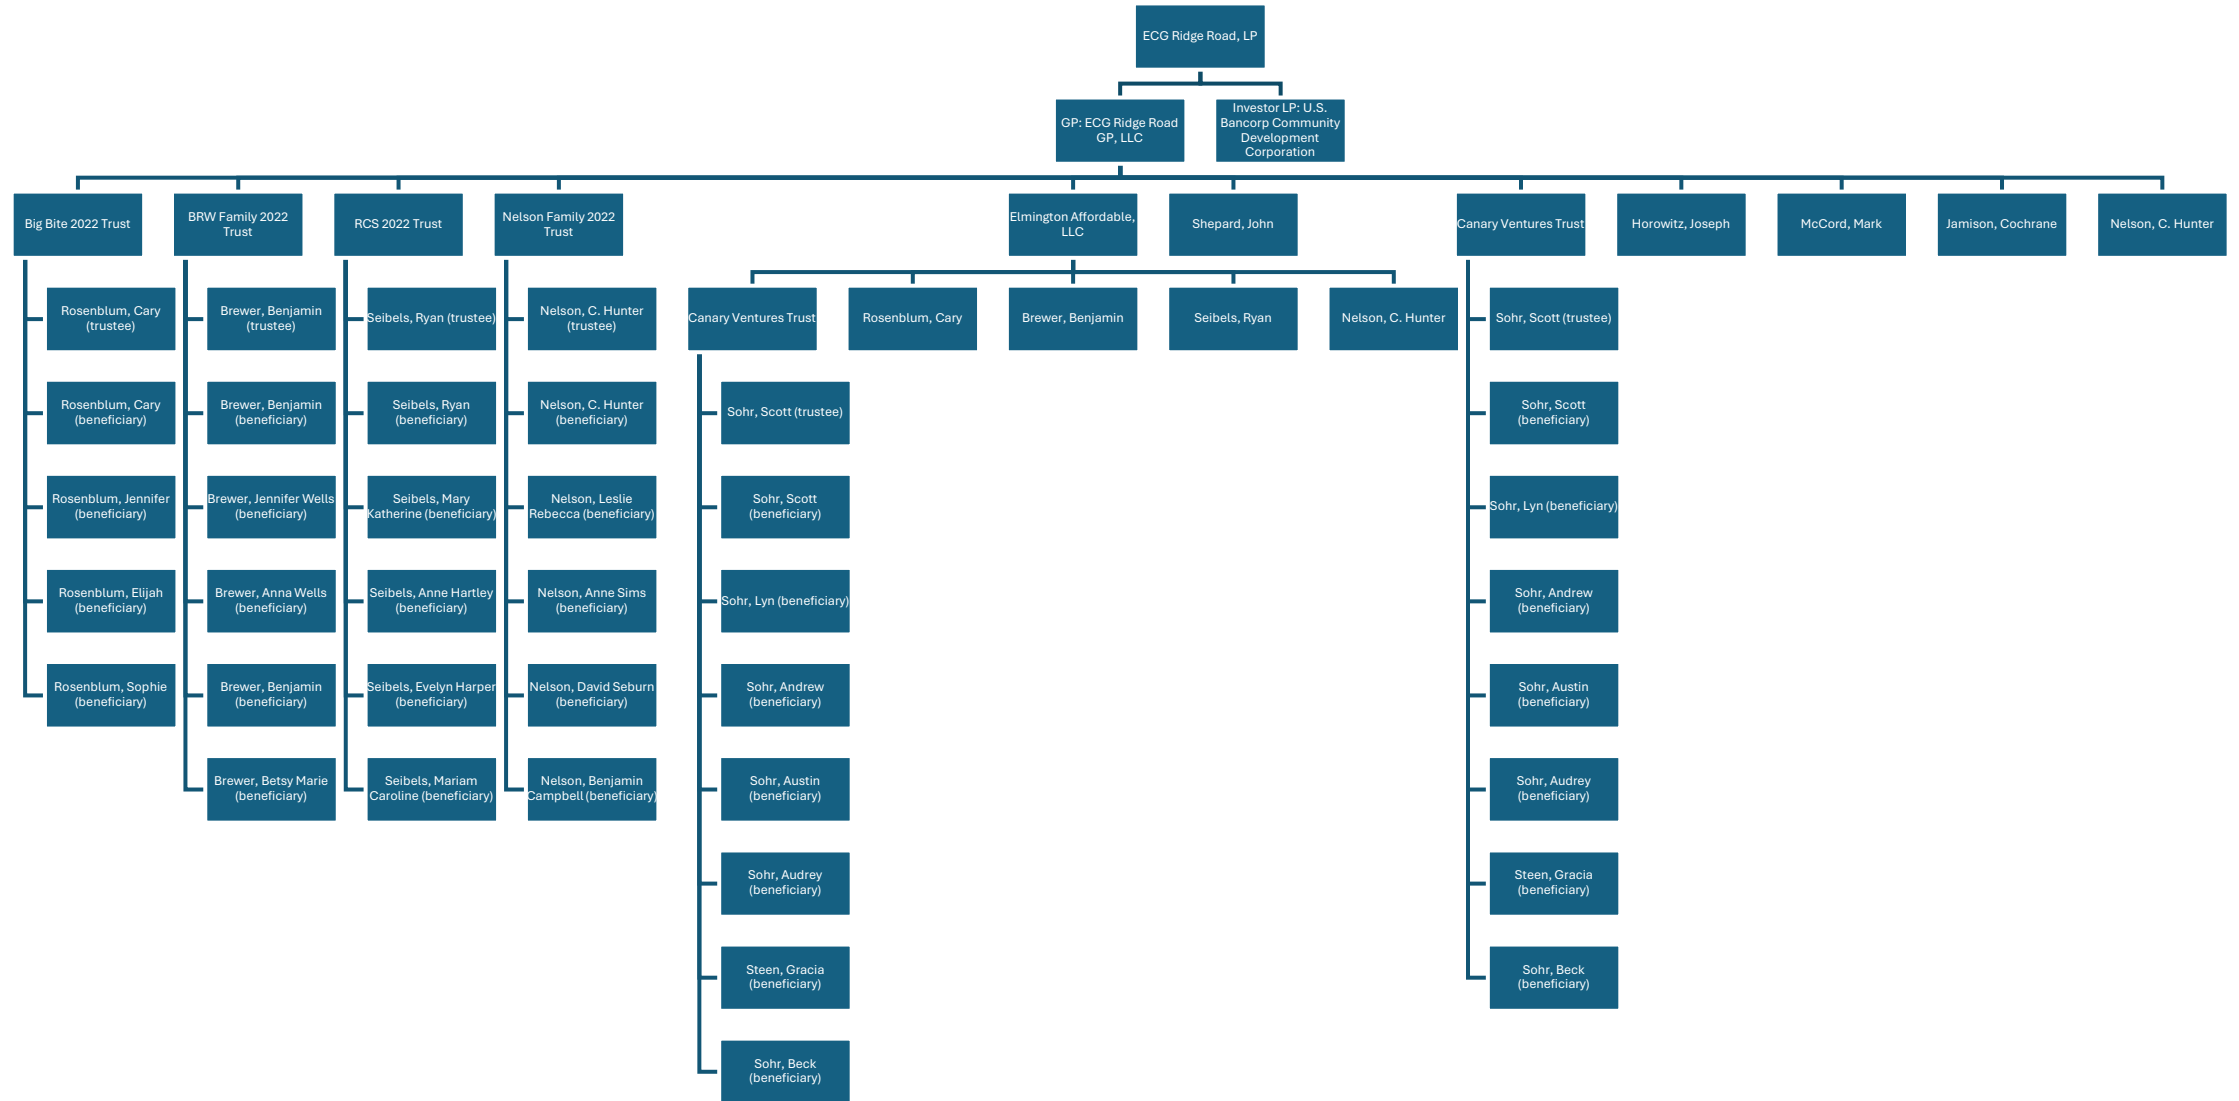 ECG Ridge Road, LP
GP: ECG Ridge Road
GP, LLC
Investor LP: U.S.
Bancorp Community
Development
Corporation
Big Bite 2022 Trust
BRW Family 2022
Trust
RCS 2022 Trust
Nelson Family 2022
Trust
Elmington Affordable,
LLC
Shepard, John
Canary Ventures Trust
Horowitz, Joseph
McCord, Mark
Jamison, Cochrane
Nelson, C. Hunter
Rosenblum, Cary
(trustee)
Rosenblum, Cary
(beneficiary)
Rosenblum, Jennifer
(beneficiary)
Rosenblum, Elijah
(beneficiary)
Rosenblum, Sophie
(beneficiary)
Brewer, Benjamin
(trustee)
Brewer, Benjamin
(beneficiary)
Brewer, Jennifer Wells
(beneficiary)
Brewer, Anna Wells
(beneficiary)
Brewer, Benjamin
(beneficiary)
Brewer, Betsy Marie
(beneficiary)
Seibels, Ryan (trustee)
Seibels, Ryan
(beneficiary)
Seibels, Mary
Katherine (beneficiary)
Seibels, Anne Hartley
(beneficiary)
Seibels, Evelyn Harper
(beneficiary)
Seibels, Mariam
Caroline (beneficiary)
Nelson, C. Hunter
(trustee)
Nelson, C. Hunter
(beneficiary)
Nelson, Leslie
Rebecca (beneficiary)
Nelson, Anne Sims
(beneficiary)
Nelson, David Seburn
(beneficiary)
Nelson, Benjamin
Campbell (beneficiary)
Canary Ventures Trust
Rosenblum, Cary
Brewer, Benjamin
Seibels, Ryan
Nelson, C. Hunter
Sohr, Scott (trustee)
Sohr, Scott
(beneficiary)
Sohr, Lyn (beneficiary)
Sohr, Andrew
(beneficiary)
Sohr, Austin
(beneficiary)
Sohr, Audrey
(beneficiary)
Steen, Gracia
(beneficiary)
Sohr, Beck
(beneficiary)
Sohr, Scott (trustee)
Sohr, Scott
(beneficiary)
Sohr, Lyn (beneficiary)
Sohr, Andrew
(beneficiary)
Sohr, Austin
(beneficiary)
Sohr, Audrey
(beneficiary)
Steen, Gracia
(beneficiary)
Sohr, Beck
(beneficiary)